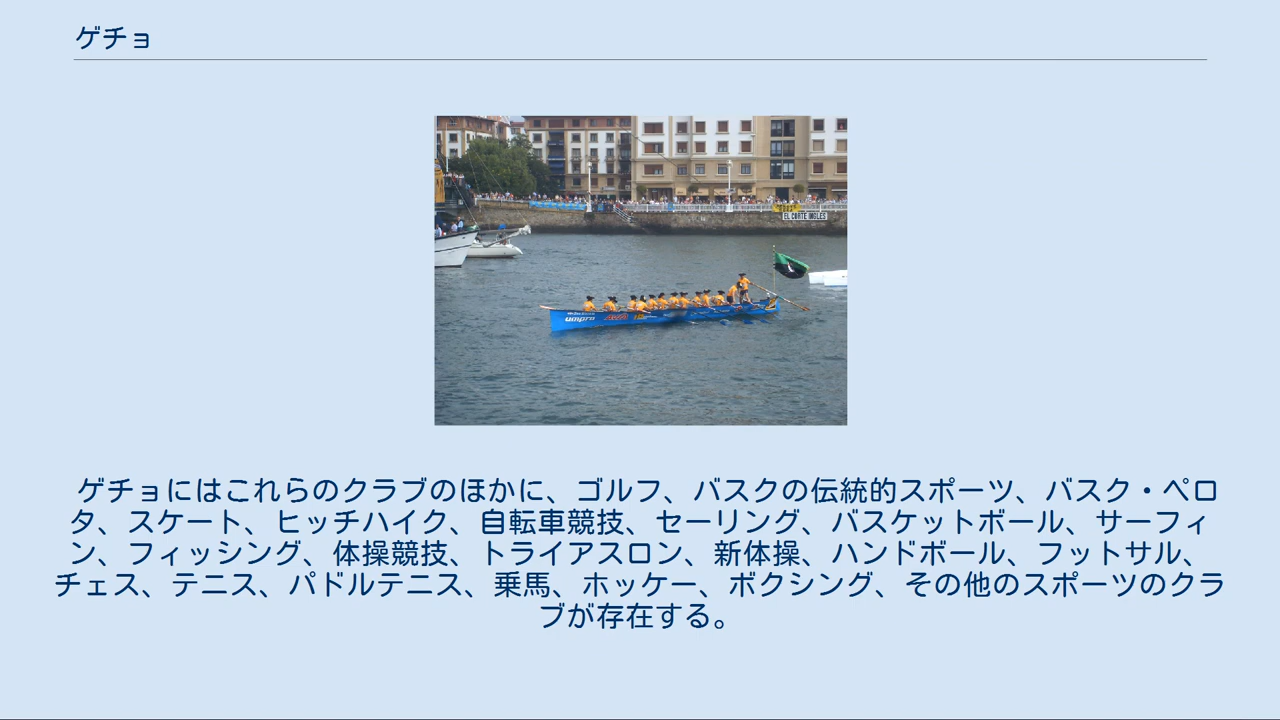 ゲチョ
EL CORTE INGLES
umpro
ゲチョにはこれらのクラブのほかに、ゴルフ、バスクの伝統的スポーツ、バスク・ペロ
タ、スケート、ヒッチハイク、自転車競技、セーリング、バスケットボール、サーフィ
ン、フィッシング、体操競技、トライアスロン、新体操、ハンドボール、フットサル、
チェス、テニス、パドルテニス、乗馬、ホッケー、ボクシング、その他のスポーツのクラ
ブが存在する。